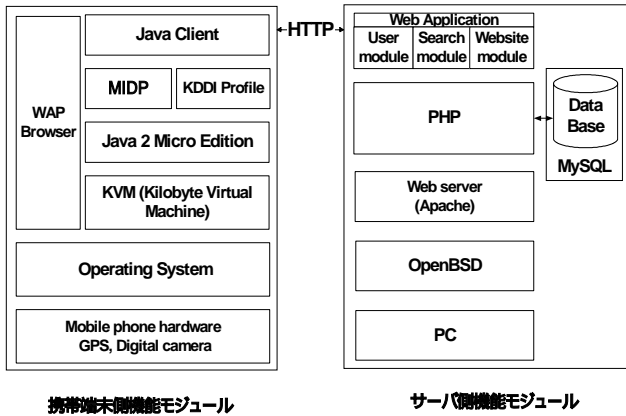 Java Client
MIDP
KDDI Profile
WAP
Browser
Java 2 Micro Edition
KVM (Kilobyte Virtual
Machine)
Operating System
Mobile phone hardware
GPS, Digital camera
携帯端末側機能モジュール
HTTP
Web Application
User
module
Search
module
Website
module
PHP
Data
Base
MySQL
Web server
(Apache)
OpenBSD
PC
サーバ側機能モジュール